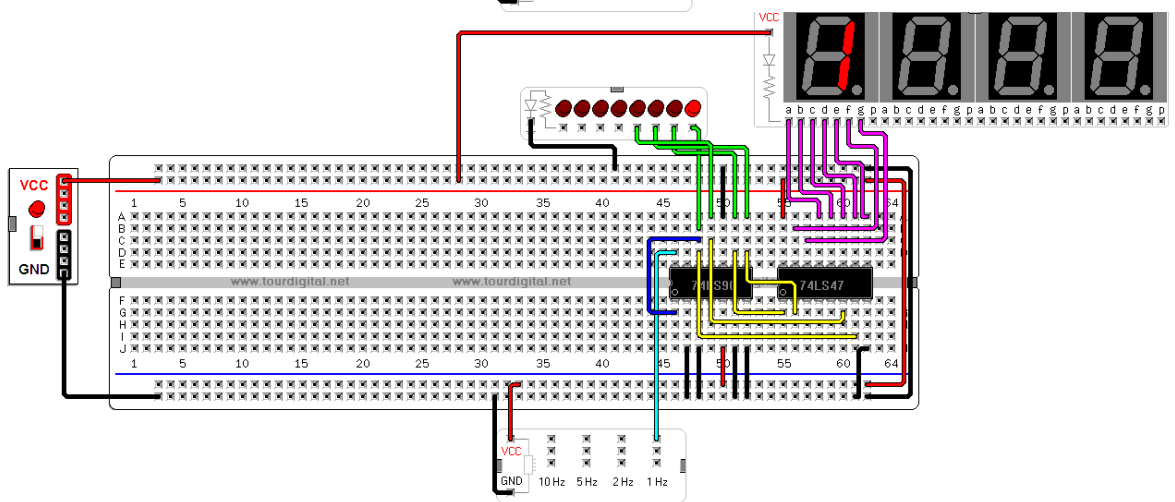 VCC
a b c d e f g p a b c d e f g p a b c d e f g p a b c d e f g p
VCC
GND
1 5 10 15 20 25 30 35 40 45 50 55 60 64
A
B
C
D
E
www.tourdigital.net www.tourdigital.net 74LS90 74LS47
F
G
H
I
J
1 5 10 15 20 25 30 35 40 45 50 55 60 64
VCC
GND 10 Hz 5 Hz 2 Hz 1 Hz